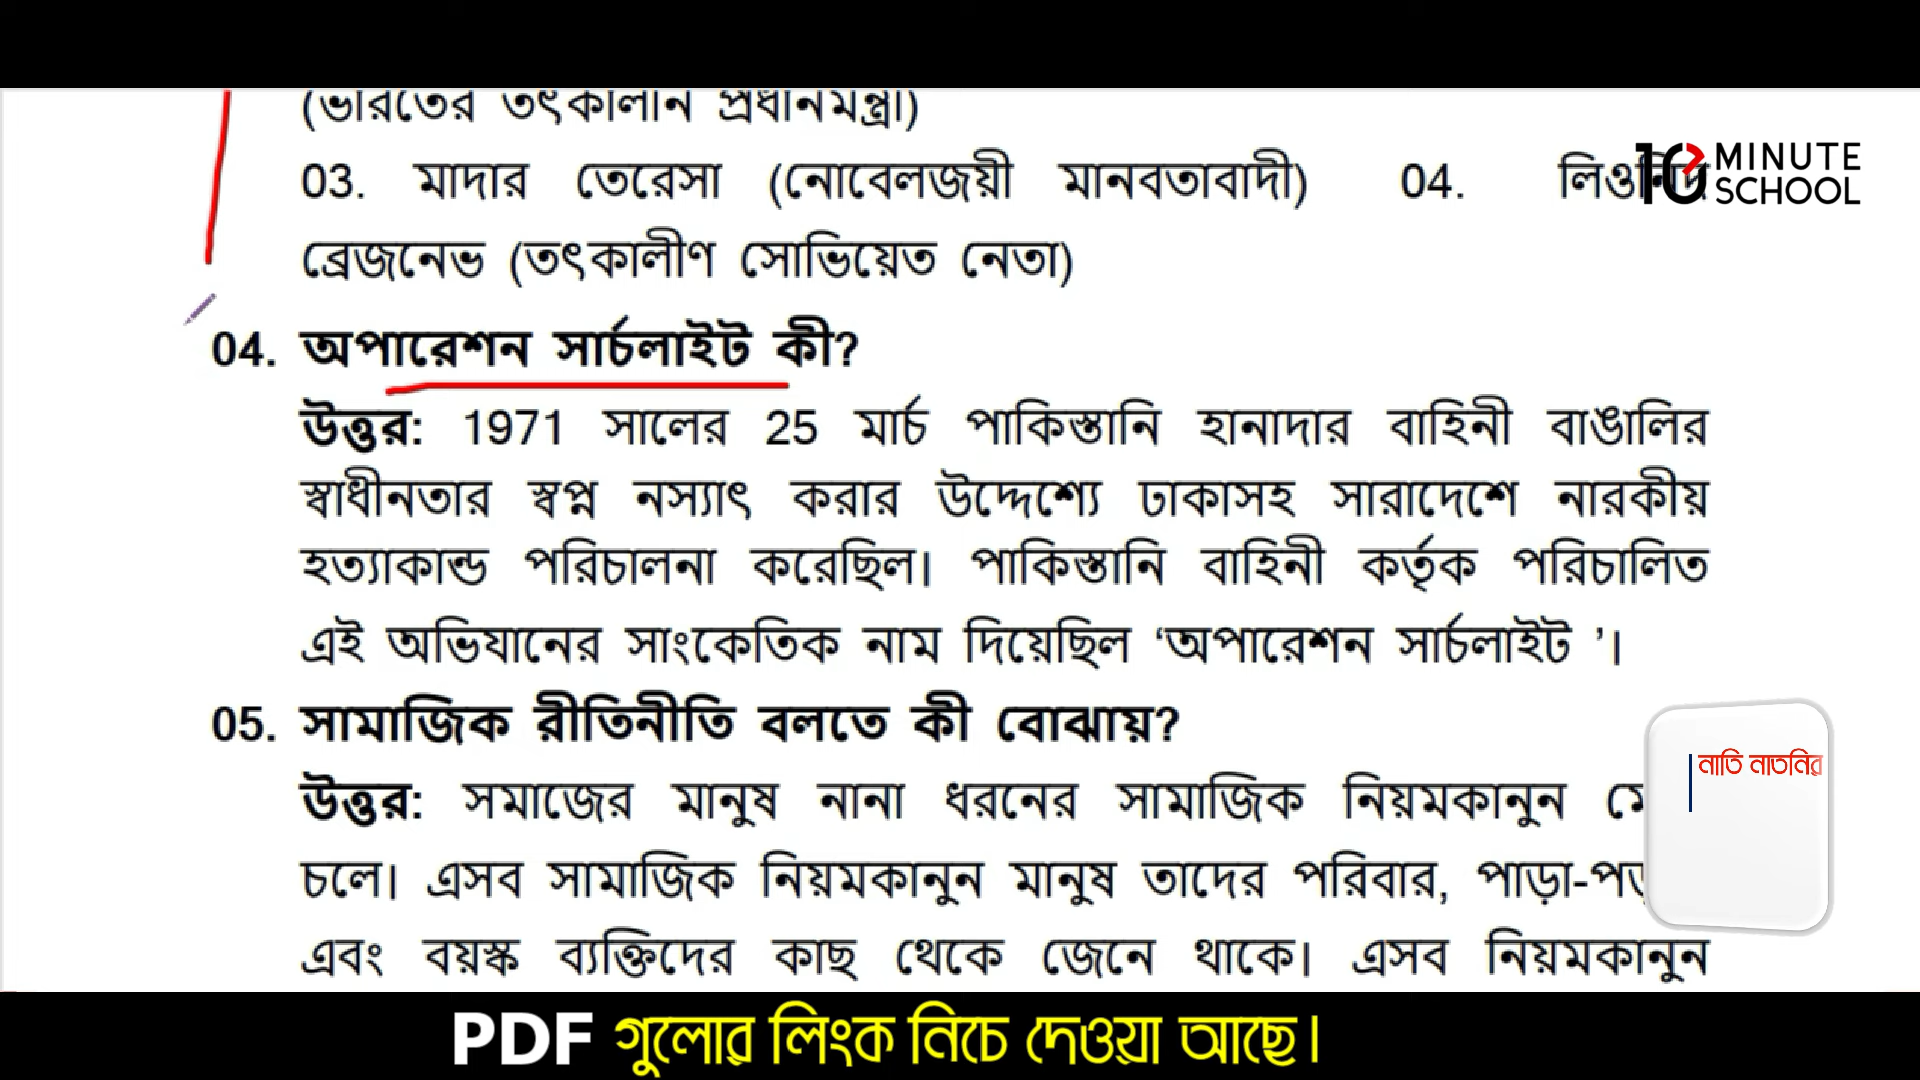 (ভারতের তৎকালীন প্রধানমন্ত্রী)
03. মাদার তেরেসা (নোবেলজয়ী মানবতাবাদী) 04.
ব্রেজনেভ (তৎকালীণ সোভিয়েত নেতা)
10 MINUTE SCHOOL
04. অপারেশন সার্চলাইট কী?
উত্তর: 1971 সালের 25 মার্চ পাকিস্তানি হানাদার বাহিনী বাঙালির
স্বাধীনতার স্বপ্ন নস্যাৎ করার উদ্দেশ্যে ঢাকাসহ সারাদেশে নারকীয়
হত্যাকান্ড পরিচালনা করেছিল। পাকিস্তানি বাহিনী কর্তৃক পরিচালিত
এই অভিযানের সাংকেতিক নাম দিয়েছিল ‘অপারেশন সার্চলাইট ’।
05. সামাজিক রীতিনীতি বলতে কী বোঝায়?
উত্তর: সমাজের মানুষ নানা ধরনের সামাজিক নিয়মকানুন
চলে। এসব সামাজিক নিয়মকানুন মানুষ তাদের পরিবার,
এবং বয়স্ক ব্যক্তিদের কাছ থেকে জেনে থাকে। এসব নিয়মকানুন
নাতি নাতনির
PDF গুলোর লিংক নিচে দেওয়া আছে।